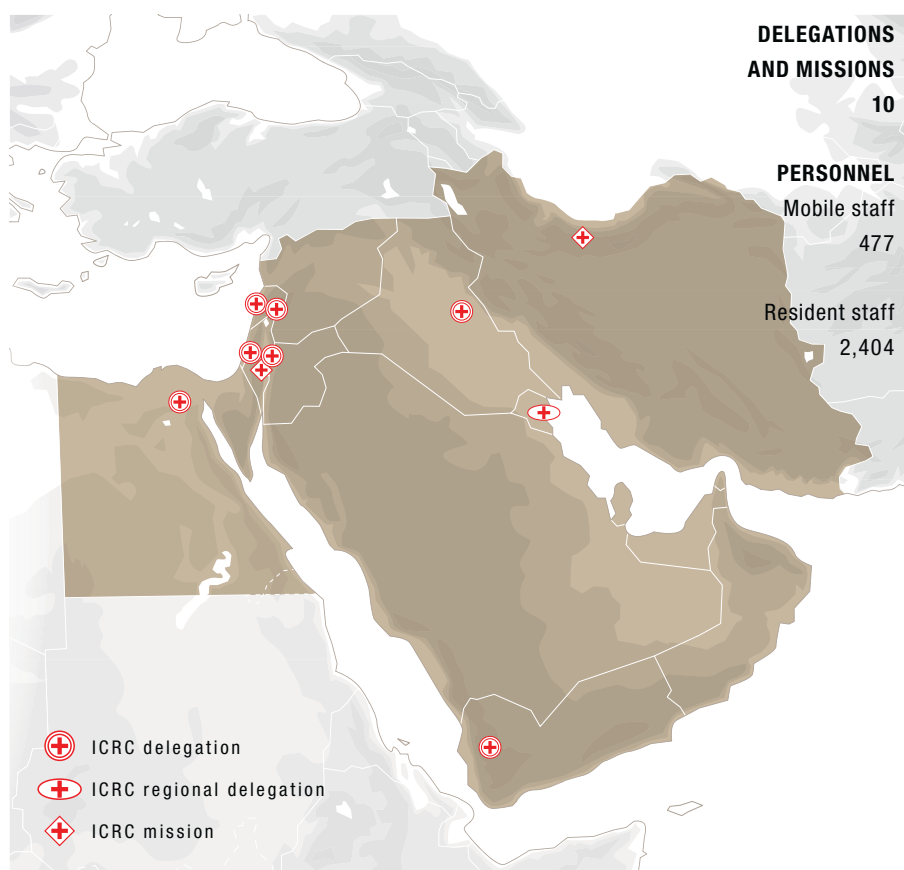 DELEGATIONS
AND MISSIONS
10
PERSONNEL
Mobile staff
477
Resident staff
2,404
ICRC delegation
ICRC regional delegation
ICRC mission